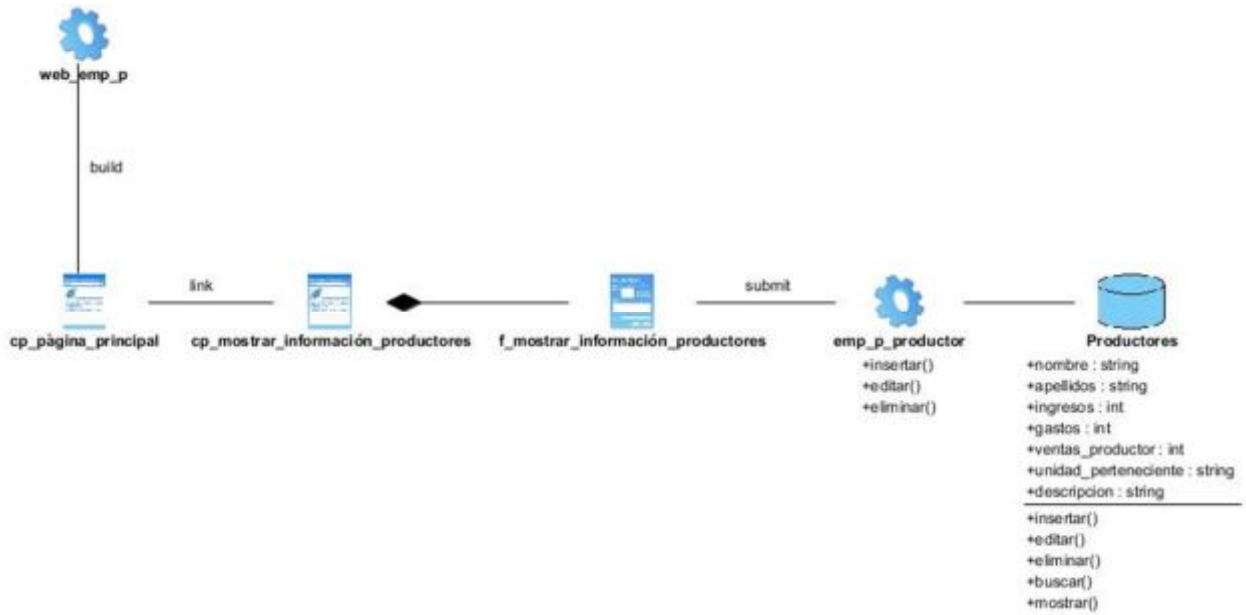 web_emp_p
build
link
submit
cp_pàgina_principal
cp_mostrar_información_productores
f_mostrar_información_productores
emp_p_productor
+insertar()
+editar()
+eliminar()
Productores
+nombre : string
+apellidos : string
+ingresos : int
+gastos : int
+ventas_productor : int
+unidad_perteneciente : string
+descripcion : string
+insertar()
+editar()
+eliminar()
+buscar()
+mostrar()